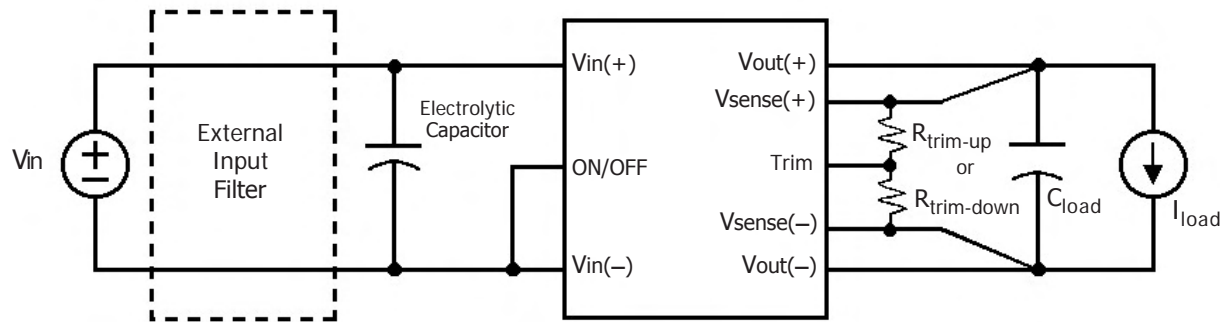 Vin
+
−
External
Input
Filter
Electrolytic
Capacitor
Vin(+)
ON/OFF
Vin(−)
Vout(+)
Vsense(+)
Trim
Vsense(−)
Vout(−)
Rtrim-up
or
Rtrim-down
Cload
Iload